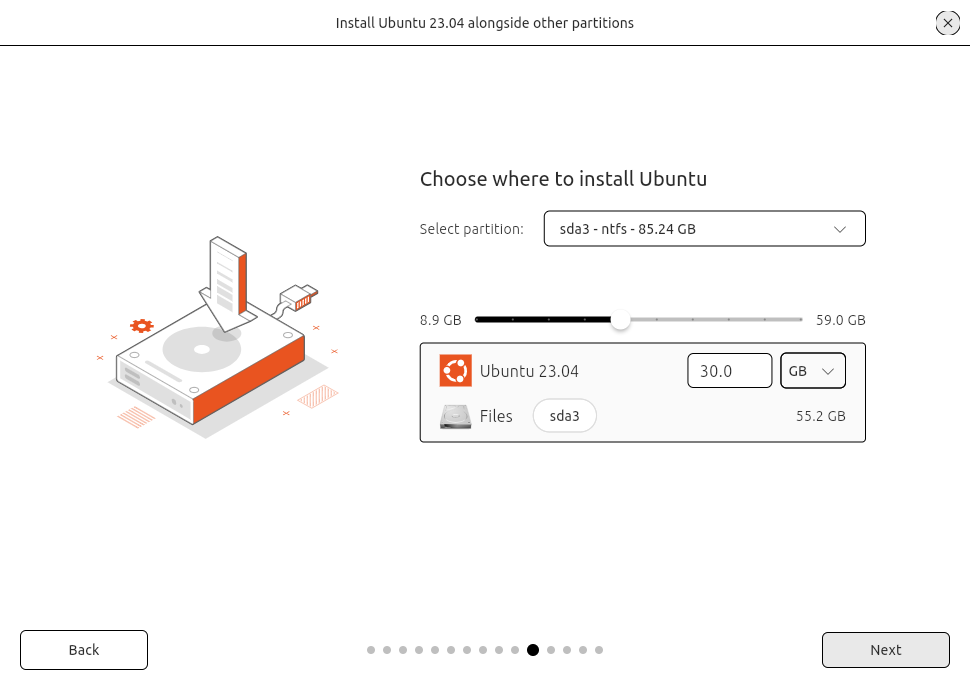 Install Ubuntu 23.04 alongside other partitions
Choose where to install Ubuntu
Select partition: sda3 - ntfs - 85.24 GB
8.9 GB 59.0 GB
Ubuntu 23.04 30.0 GB
Files sda3 55.2 GB
Back Next